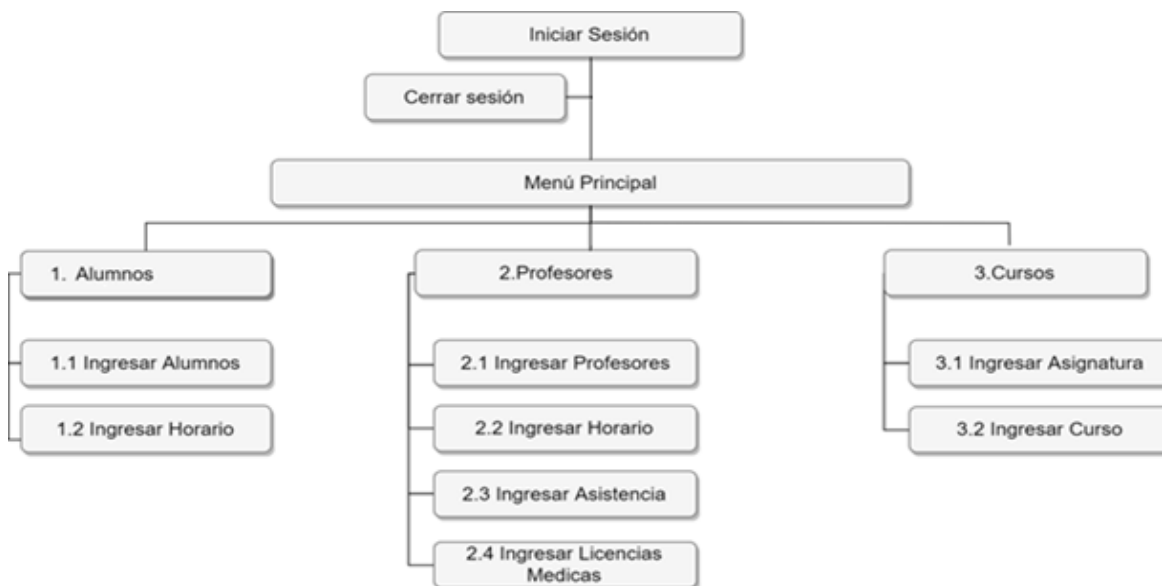 Iniciar Sesión
Cerrar sesión
Menú Principal
1. Alumnos
1.1 Ingresar Alumnos
1.2 Ingresar Horario
2.Profesores
2.1 Ingresar Profesores
2.2 Ingresar Horario
2.3 Ingresar Asistencia
2.4 Ingresar Licencias
Medicas
3.Cursos
3.1 Ingresar Asignatura
3.2 Ingresar Curso